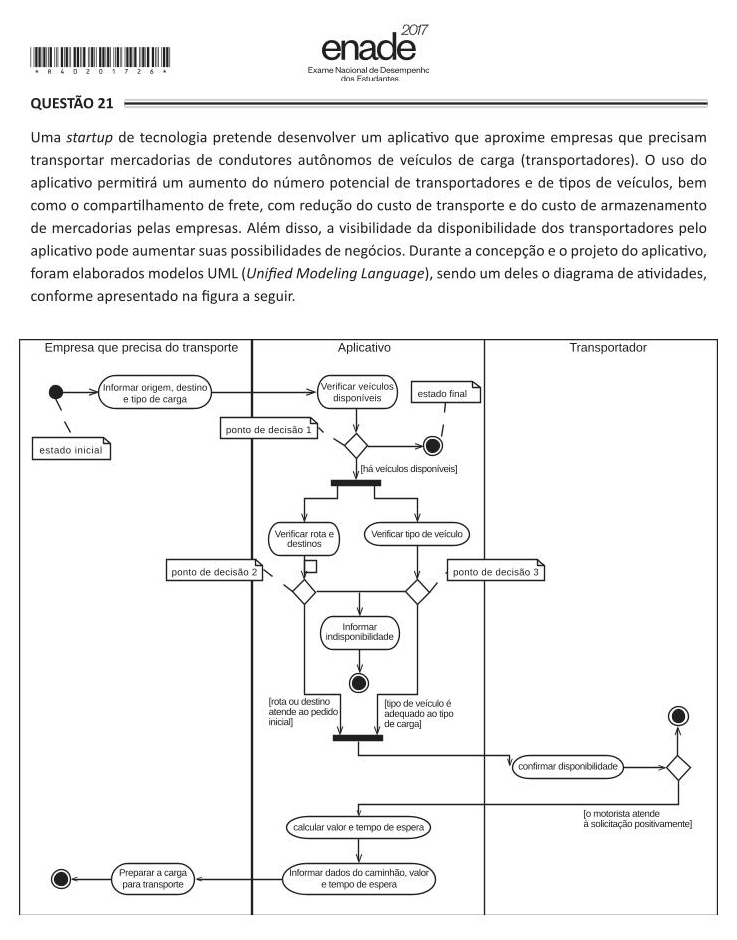 2017
enade
Exame Nacional de Desempenho
dos Estudantes
*R40201726*
QUESTÃO 21
Uma startup de tecnologia pretende desenvolver um aplicativo que aproxime empresas que precisam
transportar mercadorias de condutores autônomos de veículos de carga (transportadores). O uso do
aplicativo permitirá um aumento do número potencial de transportadores e de tipos de veículos, bem
como o compartilhamento de frete, com redução do custo de transporte e do custo de armazenamento
de mercadorias pelas empresas. Além disso, a visibilidade da disponibilidade dos transportadores pelo
aplicativo pode aumentar suas possibilidades de negócios. Durante a concepção e o projeto do aplicativo,
foram elaborados modelos UML (Unified Modeling Language), sendo um deles o diagrama de atividades,
conforme apresentado na figura a seguir.
Empresa que precisa do transporte
Aplicativo
Transportador
Informar origem, destino
e tipo de carga
Verificar veículos
disponíveis
estado final
ponto de decisão 1
estado inicial
[há veículos disponíveis]
Verificar rota e
destinos
Verificar tipo de veículo
ponto de decisão 2
ponto de decisão 3
Informar
indisponibilidade
[rota ou destino
atende ao pedido
inicial]
[tipo de veículo é
adequado ao tipo
de carga]
confirmar disponibilidade
[o motorista atende
à solicitação positivamente]
calcular valor e tempo de espera
Preparar a carga
para transporte
Informar dados do caminhão, valor
e tempo de espera